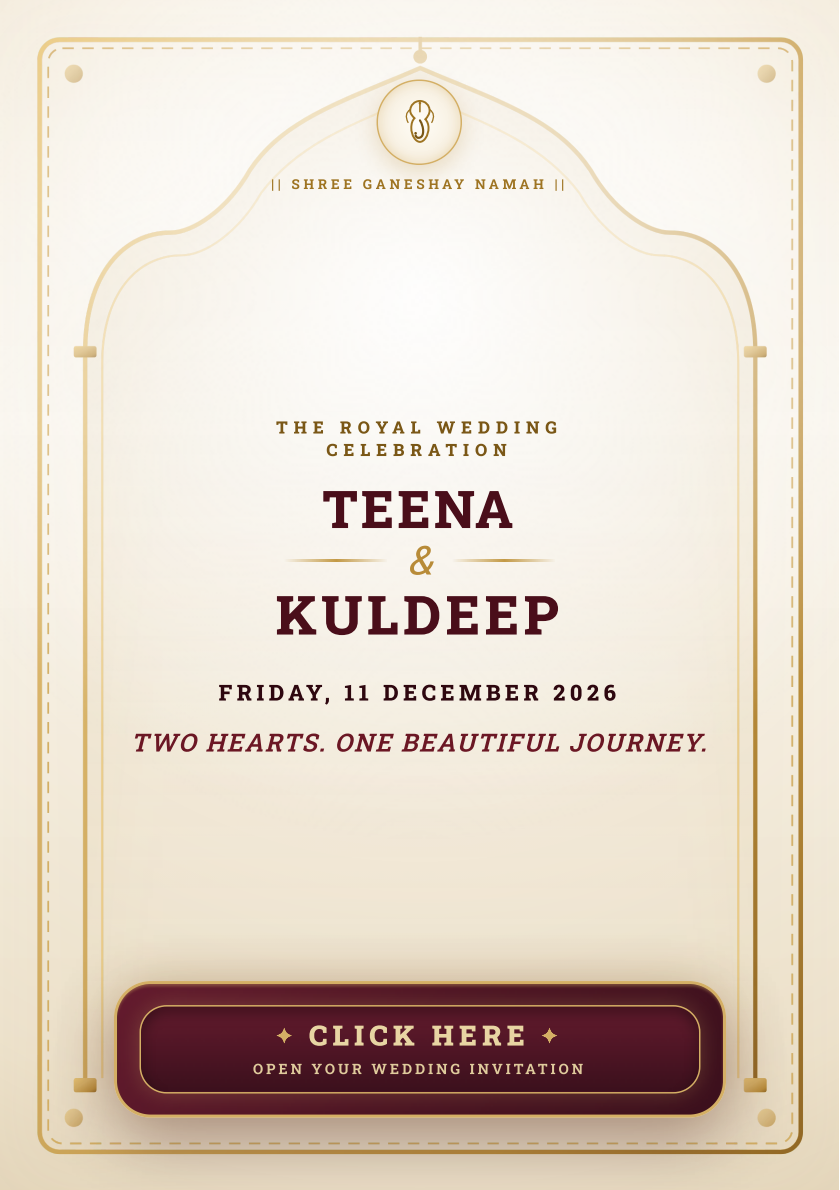 || SHREE GANESHAY NAMAH ||
THE ROYAL WEDDING
CELEBRATION
TEENA
&
KULDEEP
FRIDAY, 11 DECEMBER 2026
TWO HEARTS. ONE BEAUTIFUL JOURNEY.
✦ CLICK HERE ✦
OPEN YOUR WEDDING INVITATION